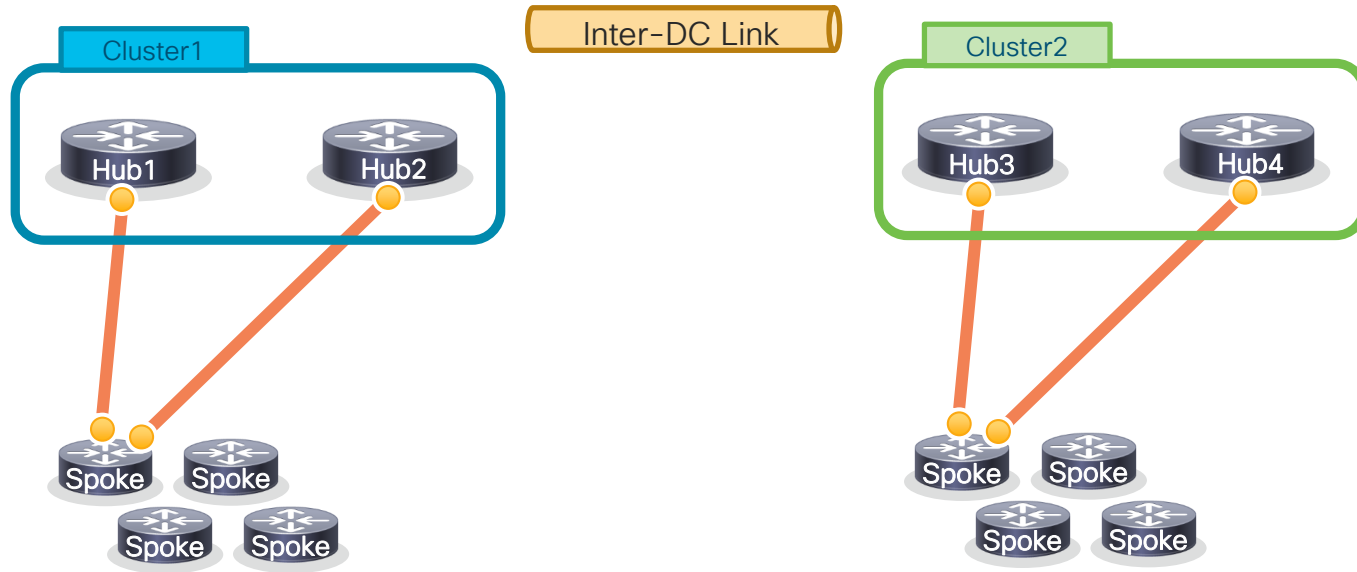 Inter-DC Link
Cluster1
Cluster2
Hub1
Hub2
Hub3
Hub4
Spoke
Spoke
Spoke
Spoke
Spoke
Spoke
Spoke
Spoke